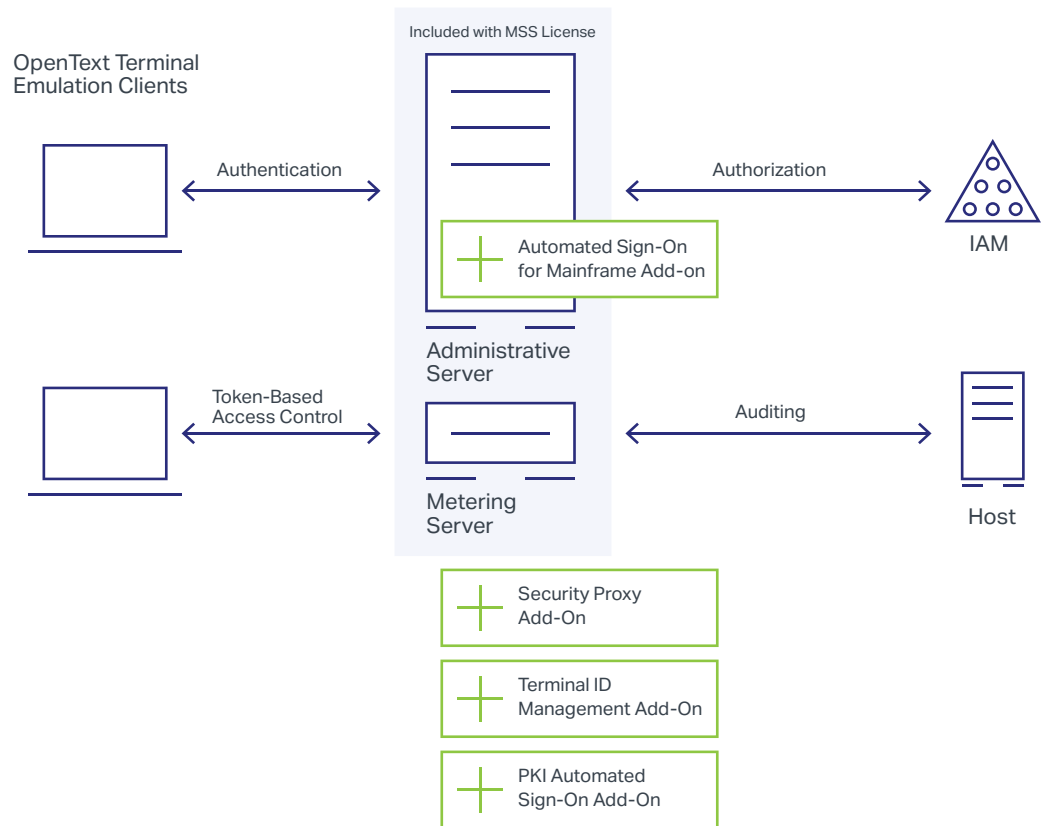 Included with MSS License
OpenText Terminal
Emulation Clients
Authentication
Authorization
Automated Sign-On
for Mainframe Add-on
IAM
Administrative
Server
Token-Based
Access Control
Auditing
Metering
Server
Host
Security Proxy
Add-On
Terminal ID
Management Add-On
PKI Automated
Sign-On Add-On